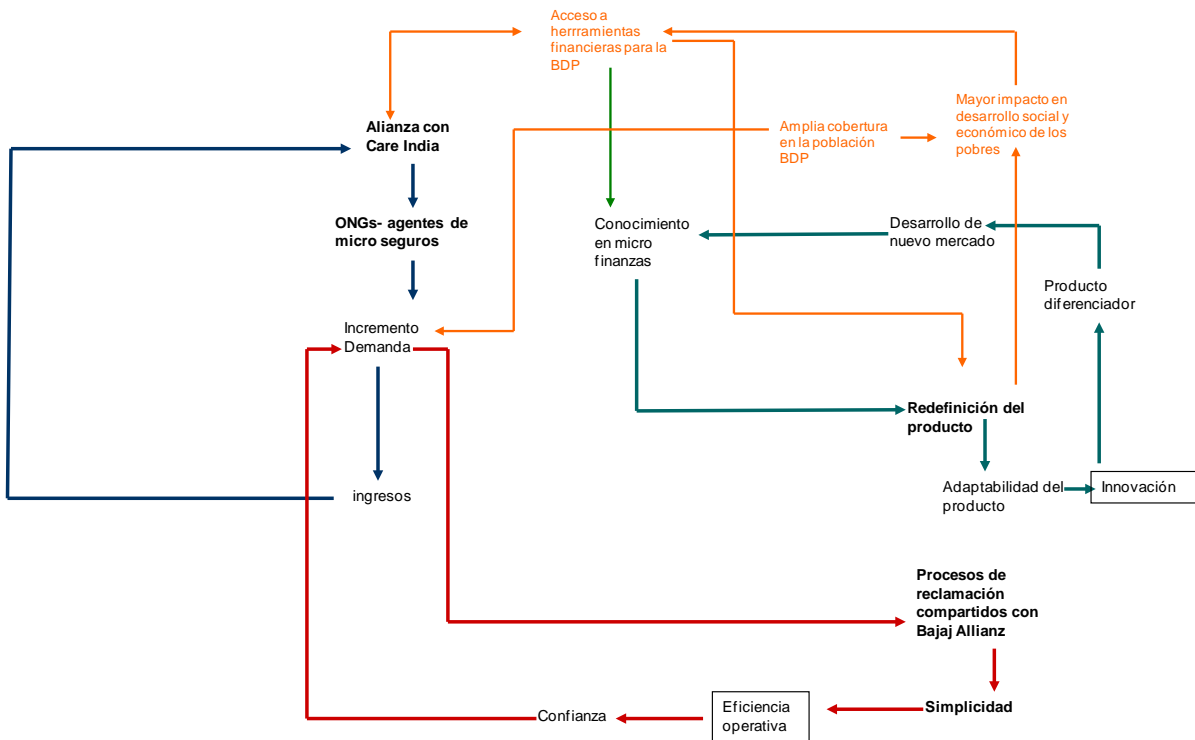 Acceso a
herrramientas
financieras para la
BDP
Mayor impacto en
desarrollo social y
económico de los
pobres
Amplia cobertura
en la población
BDP
Alianza con
Care India
ONGs- agentes de
micro seguros
Conocimiento
en micro
finanzas
Desarrollo de
nuevo mercado
Producto
diferenciador
Incremento
Demanda
Redefinición del
producto
ingresos
Adaptabilidad del
producto
Innovación
Procesos de
reclamación
compartidos con
Bajaj Allianz
Simplicidad
Eficiencia
operativa
Confianza